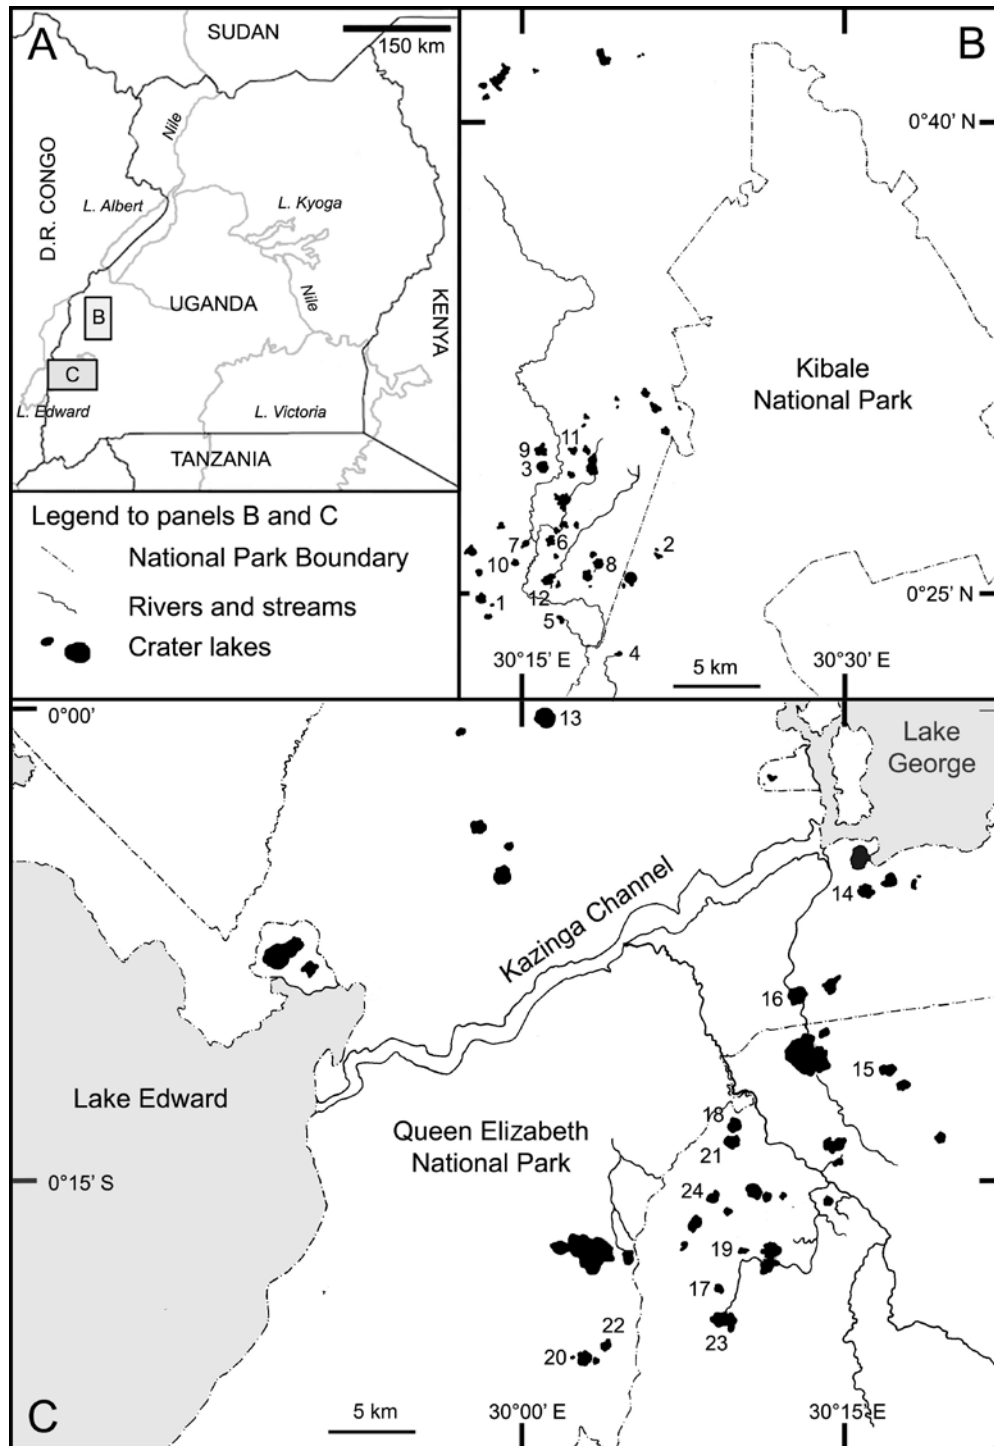 A
SUDAN
150 km
Nile
D.R. CONGO
L. Albert
L. Kyoga
UGANDA
Nile
B
KENYA
C
L. Edward
L. Victoria
TANZANIA
Legend to panels B and C
National Park Boundary
Rivers and streams
Crater lakes
B
0°40' N
Kibale
National Park
9
11
3
7
6
2
10
8
1
12
0°25' N
5
4
30°15' E
5 km
30°30' E
0°00'
13
Lake
George
Kazinga Channel
14
16
15
Lake Edward
Queen Elizabeth
National Park
18
21
0°15' S
24
19
17
22
23
20
C
5 km
30°00' E
30°15' E